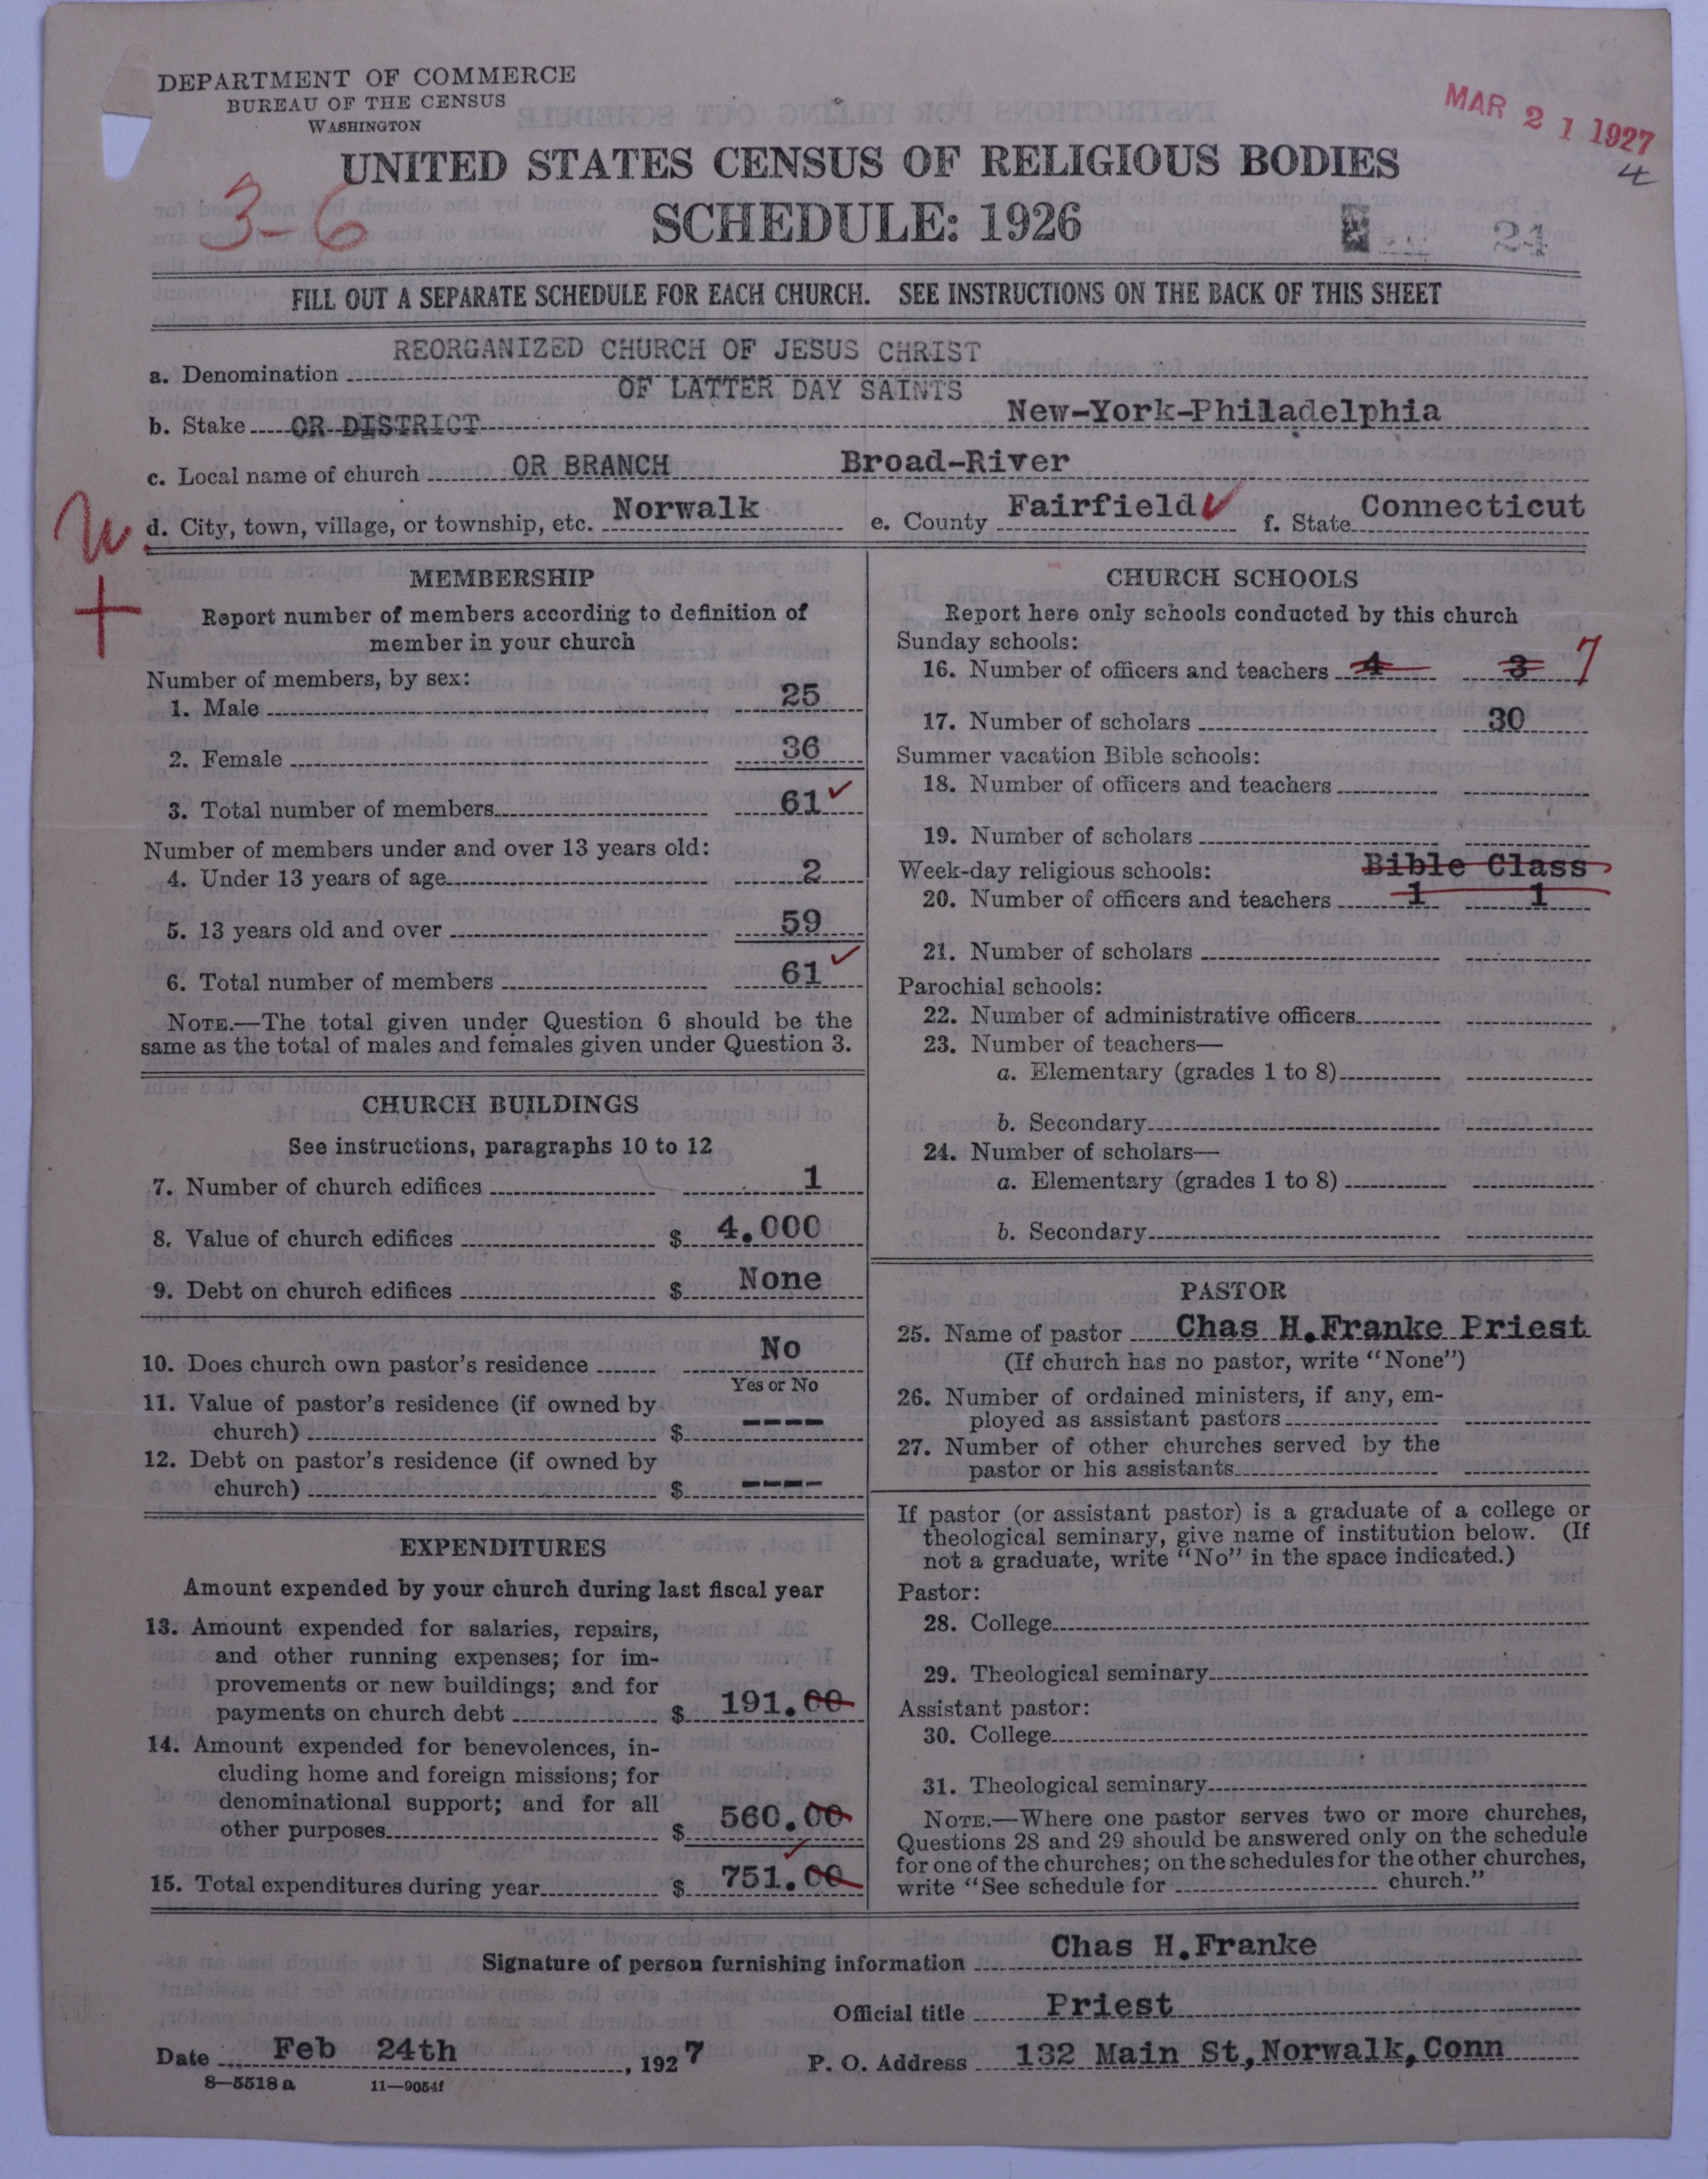 DEPARTMENT OF COMMERCE
BUREAU OF THE CENSUS
WASHINGTON
MAR 21 1927
4
UNITED STATES CENSUS OF RELIGIOUS BODIES
3-6
SCHEDULE: 1926
24
FILL OUT A SEPARATE SCHEDULE FOR EACH CHURCH. SEE INSTRUCTIONS ON THE BACK OF THIS SHEET
REORGANIZED CHURCH OF JESUS CHRIST
a. Denomination
OF LATTER DAY SAINTS
b. Stake OR DISTRICT New-York-Philadelphia
c. Local name of church OR BRANCH Broad-River
d. City, town, village, or township, etc. Norwalk e. County Fairfield ✓ f. State Connecticut
+
MEMBERSHIP
Report number of members according to definition of
member in your church
Number of members, by sex:
1. Male 25
2. Female 36
3. Total number of members 61 ✓
Number of members under and over 13 years old:
4. Under 13 years of age 2
5. 13 years old and over 59
6. Total number of members 61 ✓
NOTE.—The total given under Question 6 should be the
same as the total of males and females given under Question 3.
CHURCH BUILDINGS
See instructions, paragraphs 10 to 12
7. Number of church edifices 1
8. Value of church edifices $ 4.000
9. Debt on church edifices $ None
10. Does church own pastor's residence No
Yes or No
11. Value of pastor's residence (if owned by
church) $ ----
12. Debt on pastor's residence (if owned by
church) $ ----
EXPENDITURES
Amount expended by your church during last fiscal year
13. Amount expended for salaries, repairs,
and other running expenses; for im-
provements or new buildings; and for
payments on church debt $ 191.00
14. Amount expended for benevolences, in-
cluding home and foreign missions; for
denominational support; and for all
other purposes $ 560.00
15. Total expenditures during year $ 751.00 ✓
CHURCH SCHOOLS
Report here only schools conducted by this church
Sunday schools:
16. Number of officers and teachers 4 3 7
17. Number of scholars 30
Summer vacation Bible schools:
18. Number of officers and teachers
19. Number of scholars
Week-day religious schools: Bible Class
20. Number of officers and teachers 1 1
21. Number of scholars
Parochial schools:
22. Number of administrative officers
23. Number of teachers—
a. Elementary (grades 1 to 8)
b. Secondary
24. Number of scholars—
a. Elementary (grades 1 to 8)
b. Secondary
PASTOR
25. Name of pastor Chas H.Franke Priest
(If church has no pastor, write "None")
26. Number of ordained ministers, if any, em-
ployed as assistant pastors
27. Number of other churches served by the
pastor or his assistants
If pastor (or assistant pastor) is a graduate of a college or
theological seminary, give name of institution below. (If
not a graduate, write "No" in the space indicated.)
Pastor:
28. College
29. Theological seminary
Assistant pastor:
30. College
31. Theological seminary
NOTE.—Where one pastor serves two or more churches,
Questions 28 and 29 should be answered only on the schedule
for one of the churches; on the schedules for the other churches,
write "See schedule for church."
Signature of person furnishing information Chas H.Franke
Official title Priest
Date Feb 24th, 1927 P. O. Address 132 Main St,Norwalk,Conn
8—5518 a 11—9054f